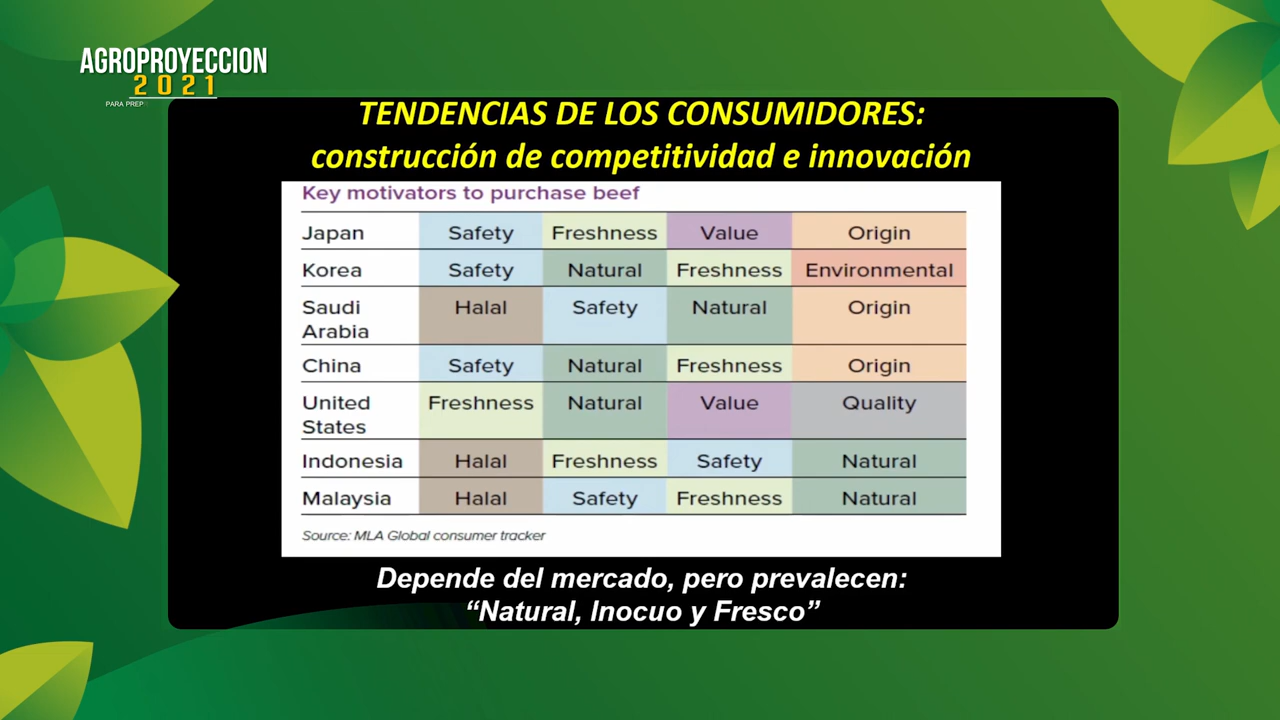 AGROPROYECCION
2021
PARA PREP
TENDENCIAS DE LOS CONSUMIDORES:
construcción de competitividad e innovación
Key motivators to purchase beef
Japan Safety Freshness Value Origin
Korea Safety Natural Freshness Environmental
Saudi Arabia Halal Safety Natural Origin
China Safety Natural Freshness Origin
United States Freshness Natural Value Quality
Indonesia Halal Freshness Safety Natural
Malaysia Halal Safety Freshness Natural
Source: MLA Global consumer tracker
Depende del mercado, pero prevalecen:
“Natural, Inocuo y Fresco”